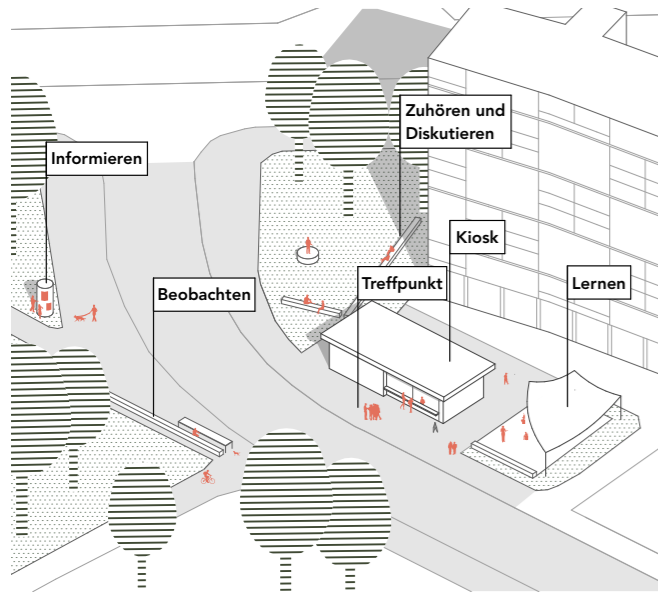 Zuhören und
Diskutieren
Informieren
Kiosk
Treffpunkt
Lernen
Beobachten